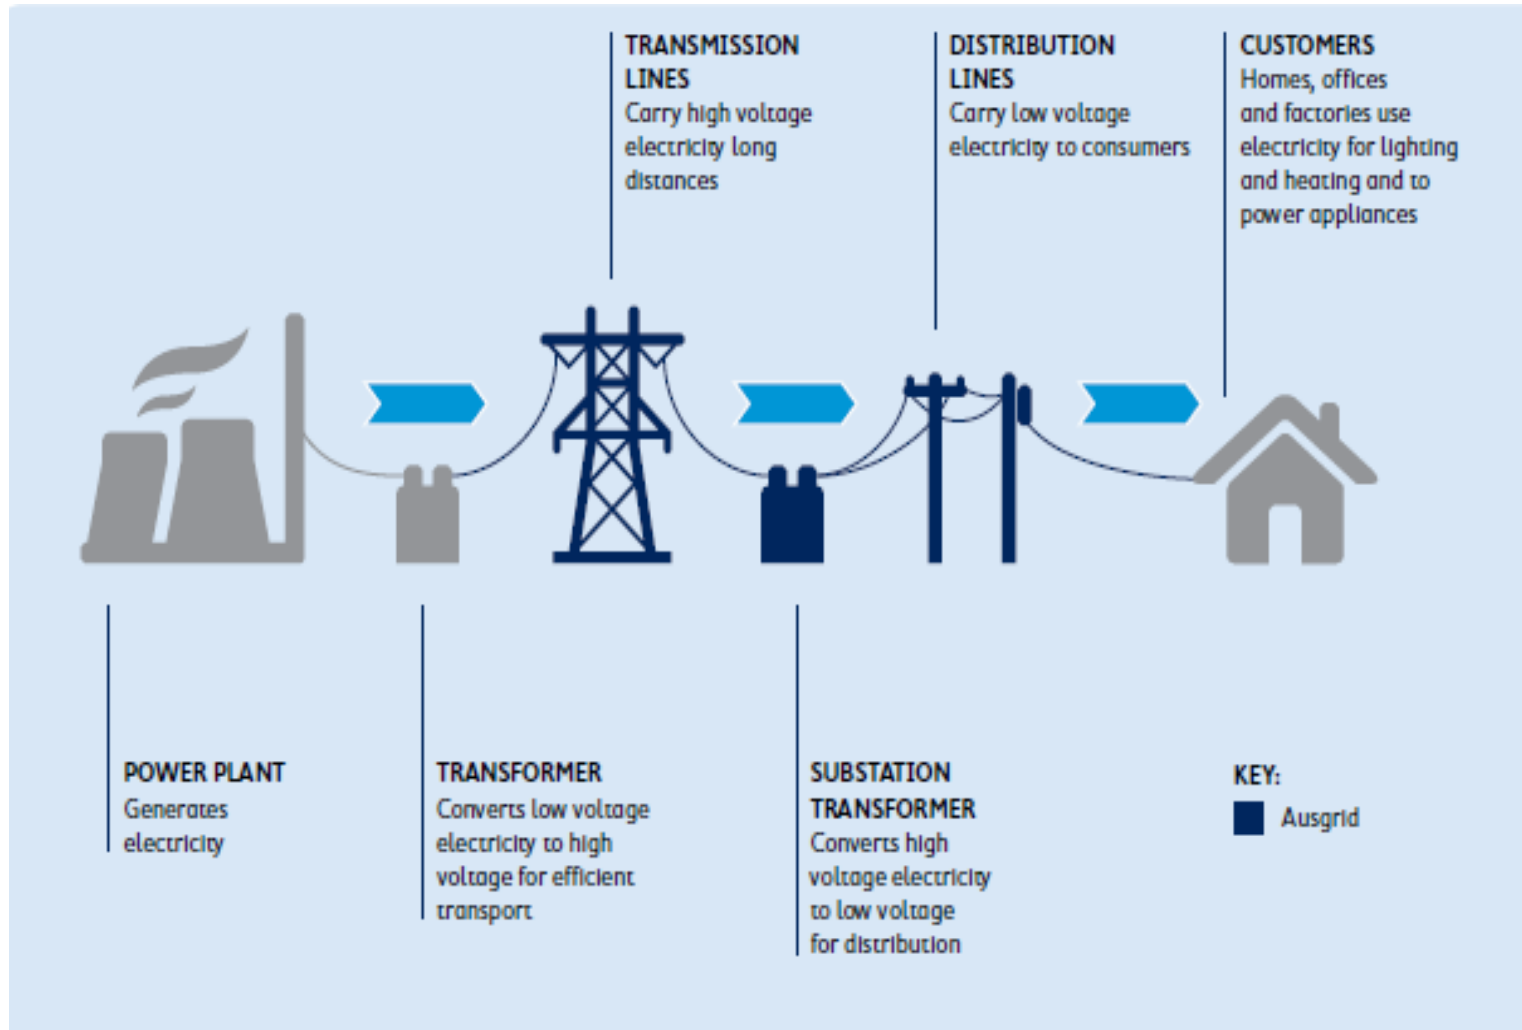 TRANSMISSION
LINES
Carry high voltage
electricity long
distances
DISTRIBUTION
LINES
Carry low voltage
electricity to consumers
CUSTOMERS
Homes, offices
and factories use
electricity for lighting
and heating and to
power appliances
POWER PLANT
Generates
electricity
TRANSFORMER
Converts low voltage
electricity to high
voltage for efficient
transport
SUBSTATION
TRANSFORMER
Converts high
voltage electricity
to low voltage
for distribution
KEY:
Ausgrid